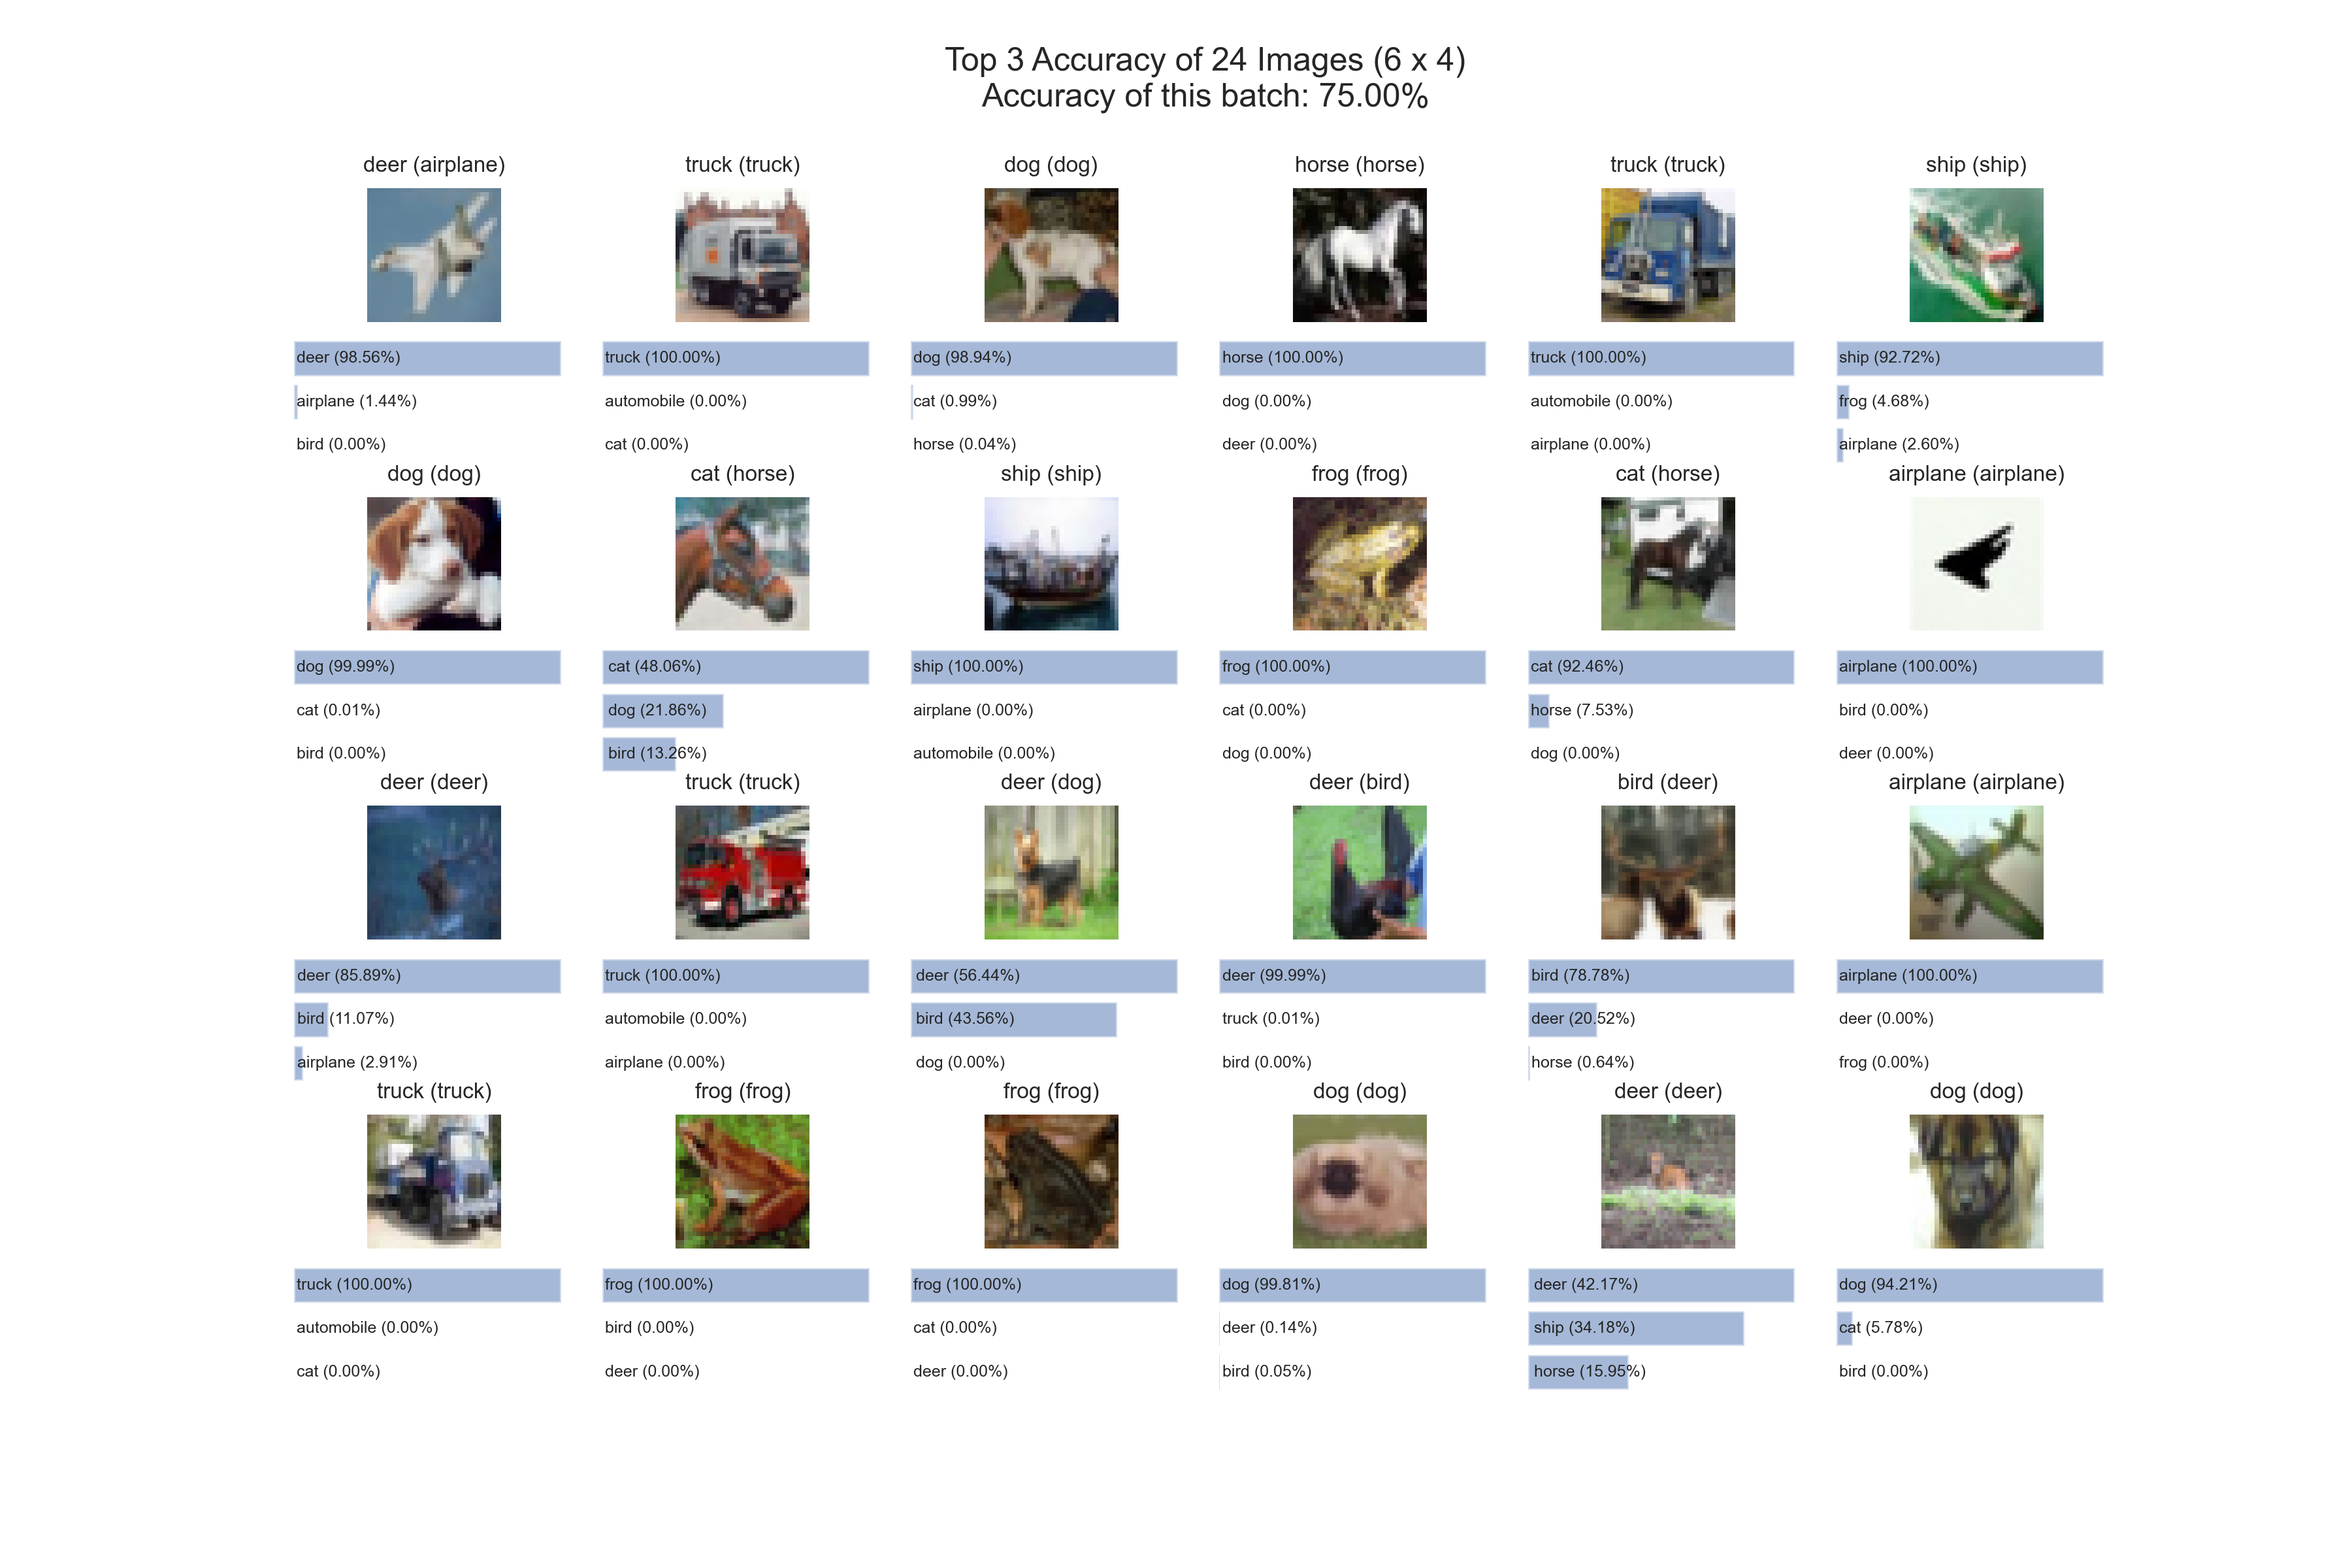 Top 3 Accuracy of 24 Images (6 x 4)
Accuracy of this batch: 75.00%
deer (airplane)
deer (98.56%)
airplane (1.44%)
bird (0.00%)
truck (truck)
truck (100.00%)
automobile (0.00%)
cat (0.00%)
dog (dog)
dog (98.94%)
cat (0.99%)
horse (0.04%)
horse (horse)
horse (100.00%)
dog (0.00%)
deer (0.00%)
truck (truck)
truck (100.00%)
automobile (0.00%)
airplane (0.00%)
ship (ship)
ship (92.72%)
frog (4.68%)
airplane (2.60%)
dog (dog)
dog (99.99%)
cat (0.01%)
bird (0.00%)
cat (horse)
cat (48.06%)
dog (21.86%)
bird (13.26%)
ship (ship)
ship (100.00%)
airplane (0.00%)
automobile (0.00%)
frog (frog)
frog (100.00%)
cat (0.00%)
dog (0.00%)
cat (horse)
cat (92.46%)
horse (7.53%)
dog (0.00%)
airplane (airplane)
airplane (100.00%)
bird (0.00%)
deer (0.00%)
deer (deer)
deer (85.89%)
bird (11.07%)
airplane (2.91%)
truck (truck)
truck (100.00%)
automobile (0.00%)
airplane (0.00%)
deer (dog)
deer (56.44%)
bird (43.56%)
dog (0.00%)
deer (bird)
deer (99.99%)
truck (0.01%)
bird (0.00%)
bird (deer)
bird (78.78%)
deer (20.52%)
horse (0.64%)
airplane (airplane)
airplane (100.00%)
deer (0.00%)
frog (0.00%)
truck (truck)
truck (100.00%)
automobile (0.00%)
cat (0.00%)
frog (frog)
frog (100.00%)
bird (0.00%)
deer (0.00%)
frog (frog)
frog (100.00%)
cat (0.00%)
deer (0.00%)
dog (dog)
dog (99.81%)
deer (0.14%)
bird (0.05%)
deer (deer)
deer (42.17%)
ship (34.18%)
horse (15.95%)
dog (dog)
dog (94.21%)
cat (5.78%)
bird (0.00%)